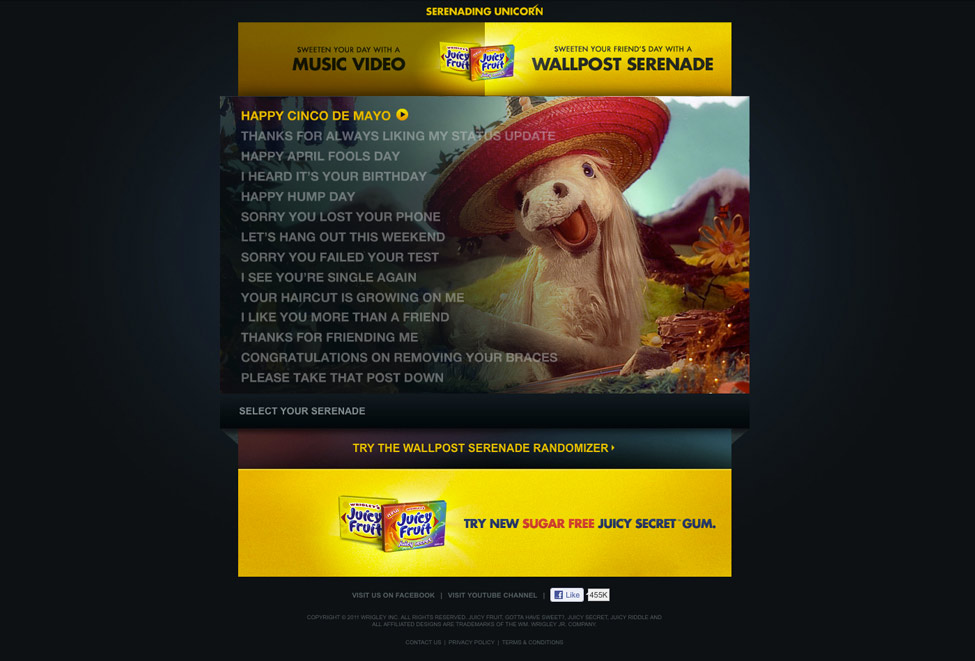 SERENADING UNICORN
SWEETEN YOUR DAY WITH A
MUSIC VIDEO
WRIGLEY'S
Juicy Fruit
Juicy Fruit
SWEETEN YOUR FRIEND'S DAY WITH A
WALLPOST SERENADE
HAPPY CINCO DE MAYO
THANKS FOR ALWAYS LIKING MY STATUS UPDATE
HAPPY APRIL FOOLS DAY
I HEARD IT'S YOUR BIRTHDAY
HAPPY HUMP DAY
SORRY YOU LOST YOUR PHONE
LET'S HANG OUT THIS WEEKEND
SORRY YOU FAILED YOUR TEST
I SEE YOU'RE SINGLE AGAIN
YOUR HAIRCUT IS GROWING ON ME
I LIKE YOU MORE THAN A FRIEND
THANKS FOR FRIENDING ME
CONGRATULATIONS ON REMOVING YOUR BRACES
PLEASE TAKE THAT POST DOWN
SELECT YOUR SERENADE
TRY THE WALLPOST SERENADE RANDOMIZER
WRIGLEY'S
Juicy Fruit
Juicy Fruit
TRY NEW SUGAR FREE JUICY SECRET™ GUM.
VISIT US ON FACEBOOK | VISIT YOUTUBE CHANNEL | Like 455K
COPYRIGHT © 2011 WRIGLEY INC. ALL RIGHTS RESERVED. JUICY FRUIT, GOTTA HAVE SWEET?, JUICY SECRET, JUICY RIDDLE AND
ALL AFFILIATED DESIGNS ARE TRADEMARKS OF THE WM. WRIGLEY JR. COMPANY.
CONTACT US | PRIVACY POLICY | TERMS & CONDITIONS